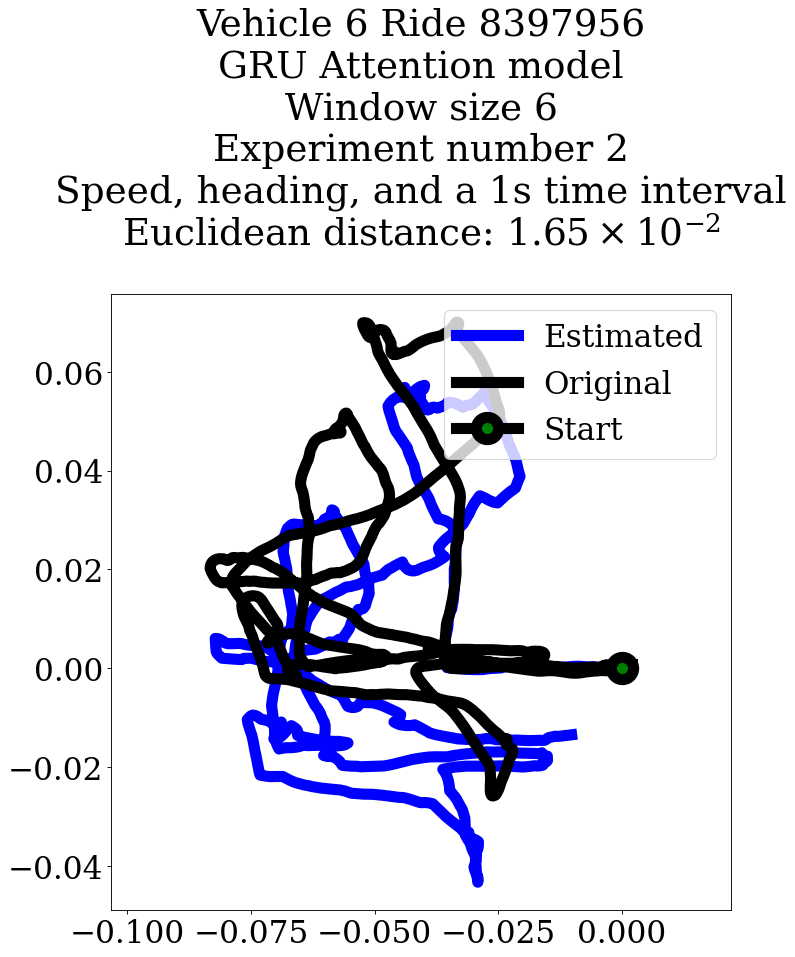 Vehicle 6 Ride 8397956
GRU Attention model
Window size 6
Experiment number 2
Speed, heading, and a 1s time interval
Euclidean distance: 1.65 × 10⁻²
Estimated
Original
Start
0.06
0.04
0.02
0.00
−0.02
−0.04
−0.100 −0.075 −0.050 −0.025 0.000